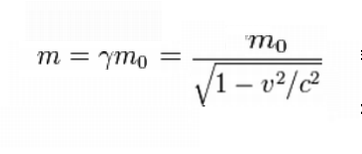 m = γm₀ = m₀ / √(1 − v²/c²)